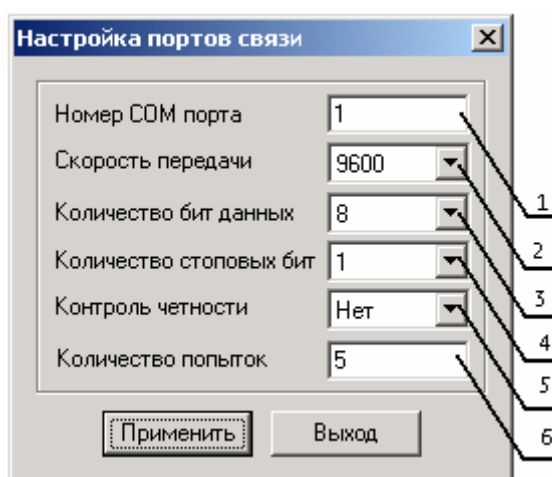 Настройка портов связи
Номер COM порта 1
Скорость передачи 9600
Количество бит данных 8
Количество стоповых бит 1
Контроль четности Нет
Количество попыток 5
Применить Выход
1
2
3
4
5
6